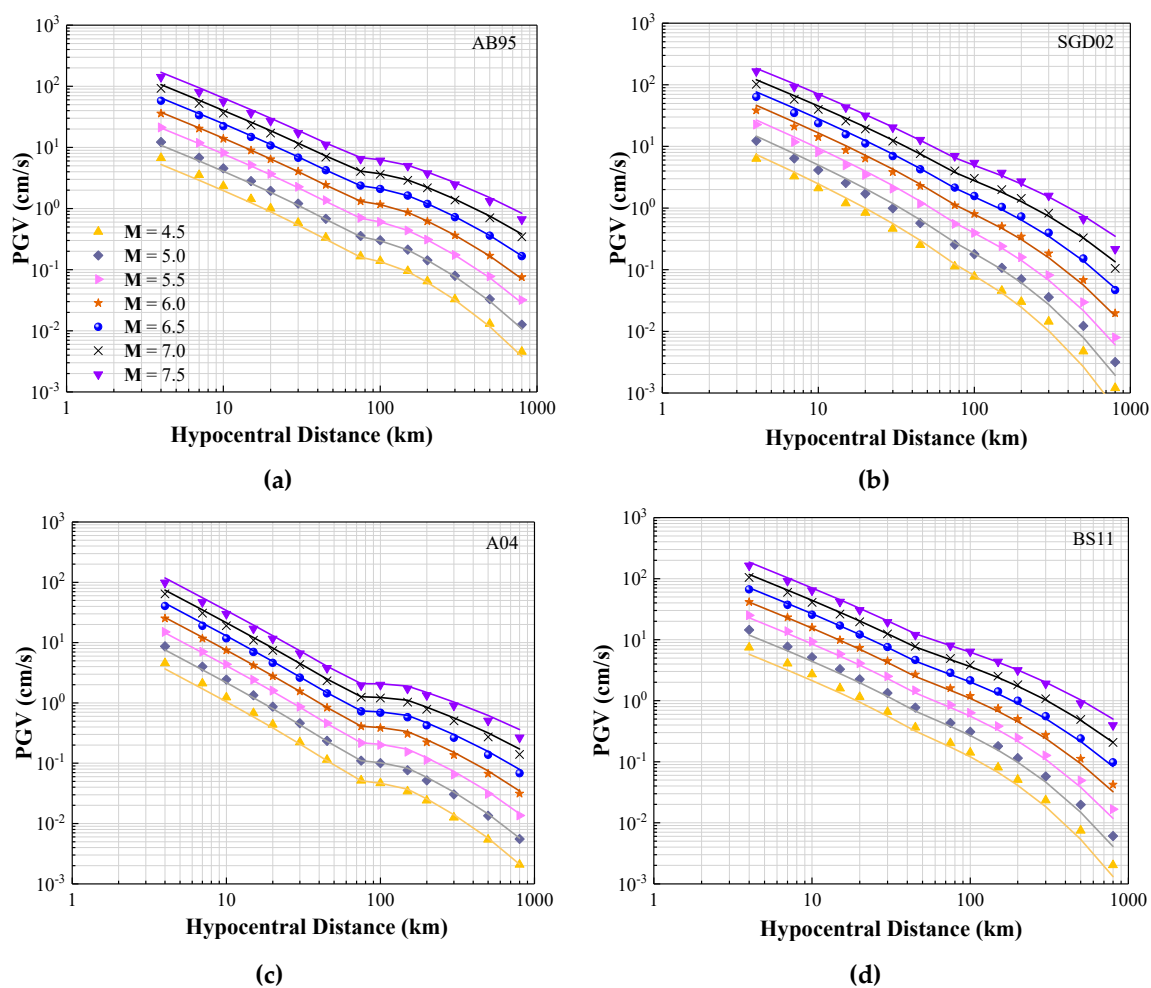 AB95
PGV (cm/s)
10³
10²
10¹
10⁰
10⁻¹
10⁻²
10⁻³
M = 4.5
M = 5.0
M = 5.5
M = 6.0
M = 6.5
M = 7.0
M = 7.5
1 10 100 1000
Hypocentral Distance (km)
(a)
SGD02
PGV (cm/s)
10³
10²
10¹
10⁰
10⁻¹
10⁻²
10⁻³
1 10 100 1000
Hypocentral Distance (km)
(b)
A04
PGV (cm/s)
10³
10²
10¹
10⁰
10⁻¹
10⁻²
10⁻³
1 10 100 1000
Hypocentral Distance (km)
(c)
BS11
PGV (cm/s)
10³
10²
10¹
10⁰
10⁻¹
10⁻²
10⁻³
1 10 100 1000
Hypocentral Distance (km)
(d)